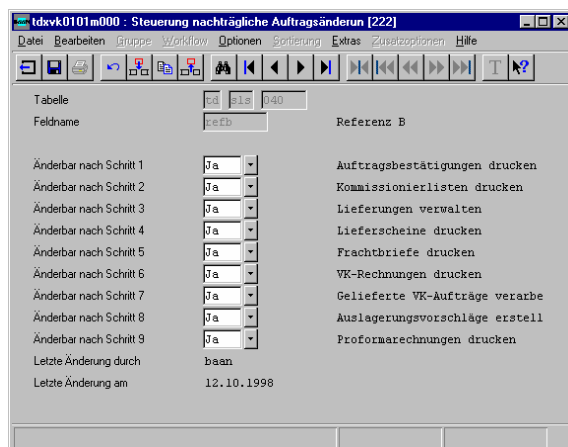 tdxvk0101m000 : Steuerung nachträgliche Auftragsänderun [222]
Datei Bearbeiten Gruppe Workflow Optionen Sortierung Extras Zusatzoptionen Hilfe
Tabelle td sls 040
Feldname refb Referenz B
Änderbar nach Schritt 1 Ja Auftragsbestätigungen drucken
Änderbar nach Schritt 2 Ja Kommissionierlisten drucken
Änderbar nach Schritt 3 Ja Lieferungen verwalten
Änderbar nach Schritt 4 Ja Lieferscheine drucken
Änderbar nach Schritt 5 Ja Frachtbriefe drucken
Änderbar nach Schritt 6 Ja VK-Rechnungen drucken
Änderbar nach Schritt 7 Ja Gelieferte VK-Aufträge verarbe
Änderbar nach Schritt 8 Ja Auslagerungsvorschläge erstell
Änderbar nach Schritt 9 Ja Proformarechnungen drucken
Letzte Änderung durch baan
Letzte Änderung am 12.10.1998